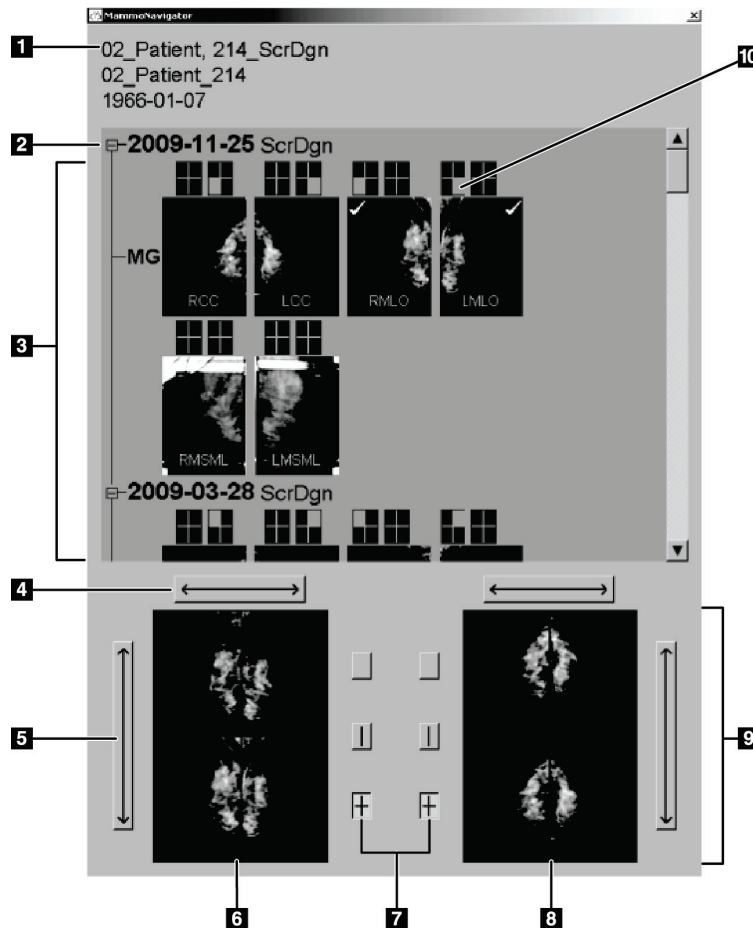 MammoNavigator
1 02_Patient, 214_ScrDgn
02_Patient_214
1966-01-07
10
2 2009-11-25 ScrDgn
MG
RCC LCC RMLO LMLO
3
RMSML LMSML
2009-03-28 ScrDgn
4
5
9
6 7 8